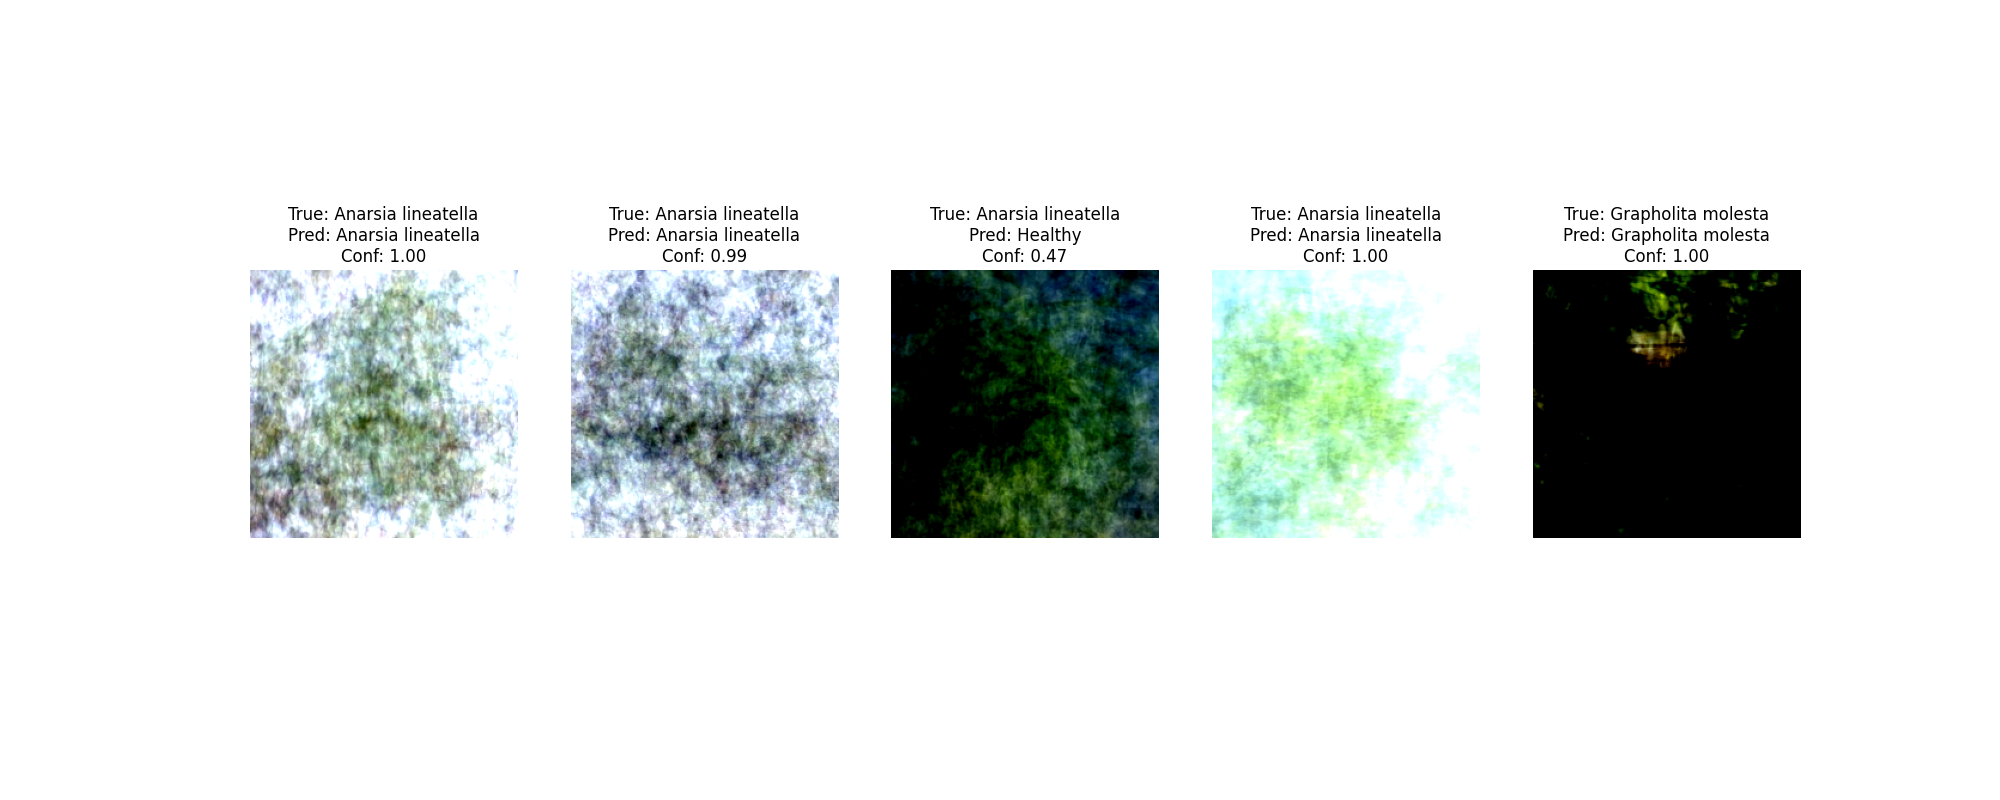 True: Anarsia lineatella
Pred: Anarsia lineatella
Conf: 1.00
True: Anarsia lineatella
Pred: Anarsia lineatella
Conf: 0.99
True: Anarsia lineatella
Pred: Healthy
Conf: 0.47
True: Anarsia lineatella
Pred: Anarsia lineatella
Conf: 1.00
True: Grapholita molesta
Pred: Grapholita molesta
Conf: 1.00